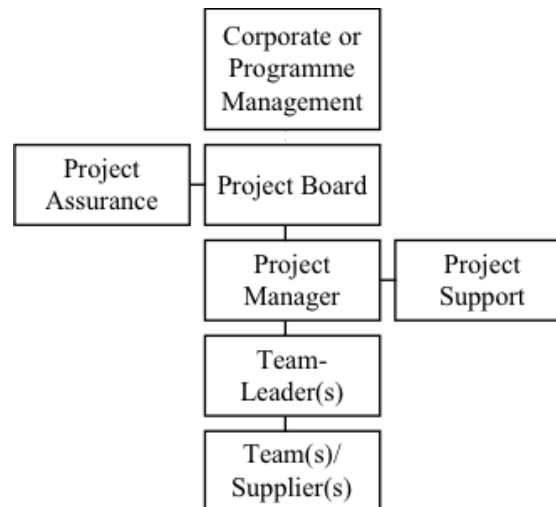 Corporate or
Programme
Management
Project
Assurance
Project Board
Project
Manager
Project
Support
Team-
Leader(s)
Team(s)/
Supplier(s)